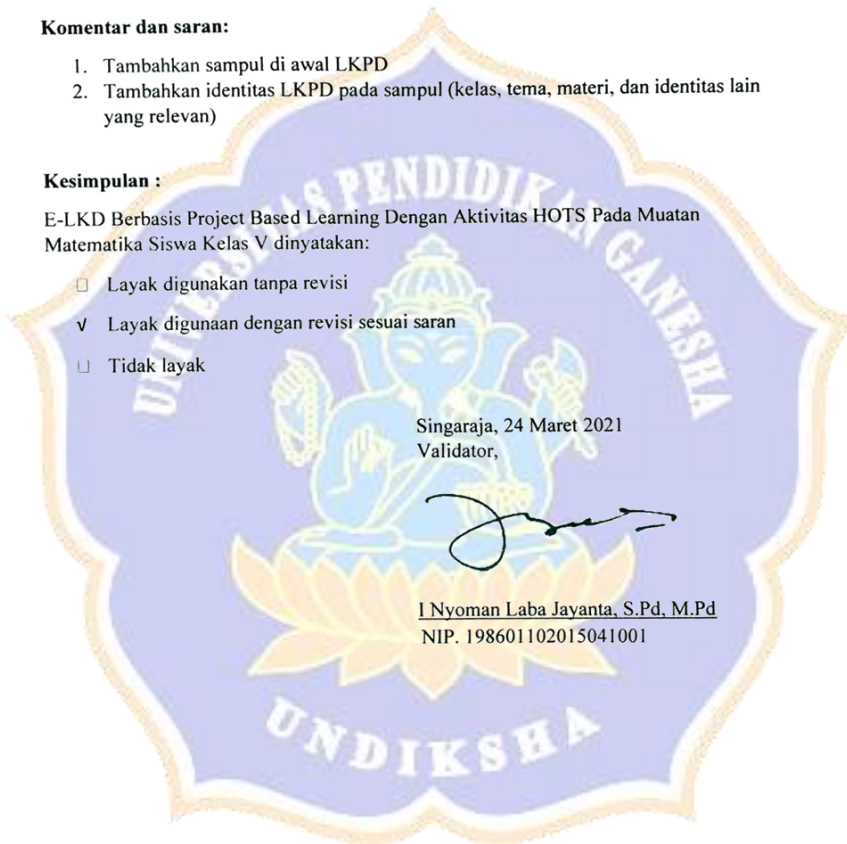 Komentar dan saran:
1. Tambahkan sampul di awal LKPD
2. Tambahkan identitas LKPD pada sampul (kelas, tema, materi, dan identitas lain
yang relevan)
Kesimpulan :
E-LKD Berbasis Project Based Learning Dengan Aktivitas HOTS Pada Muatan
Matematika Siswa Kelas V dinyatakan:
□ Layak digunakan tanpa revisi
√ Layak digunaan dengan revisi sesuai saran
□ Tidak layak
Singaraja, 24 Maret 2021
Validator,
I Nyoman Laba Jayanta, S.Pd, M.Pd
NIP. 198601102015041001
UNIVERSITAS PENDIDIKAN GANESHA
UNDIKSHA